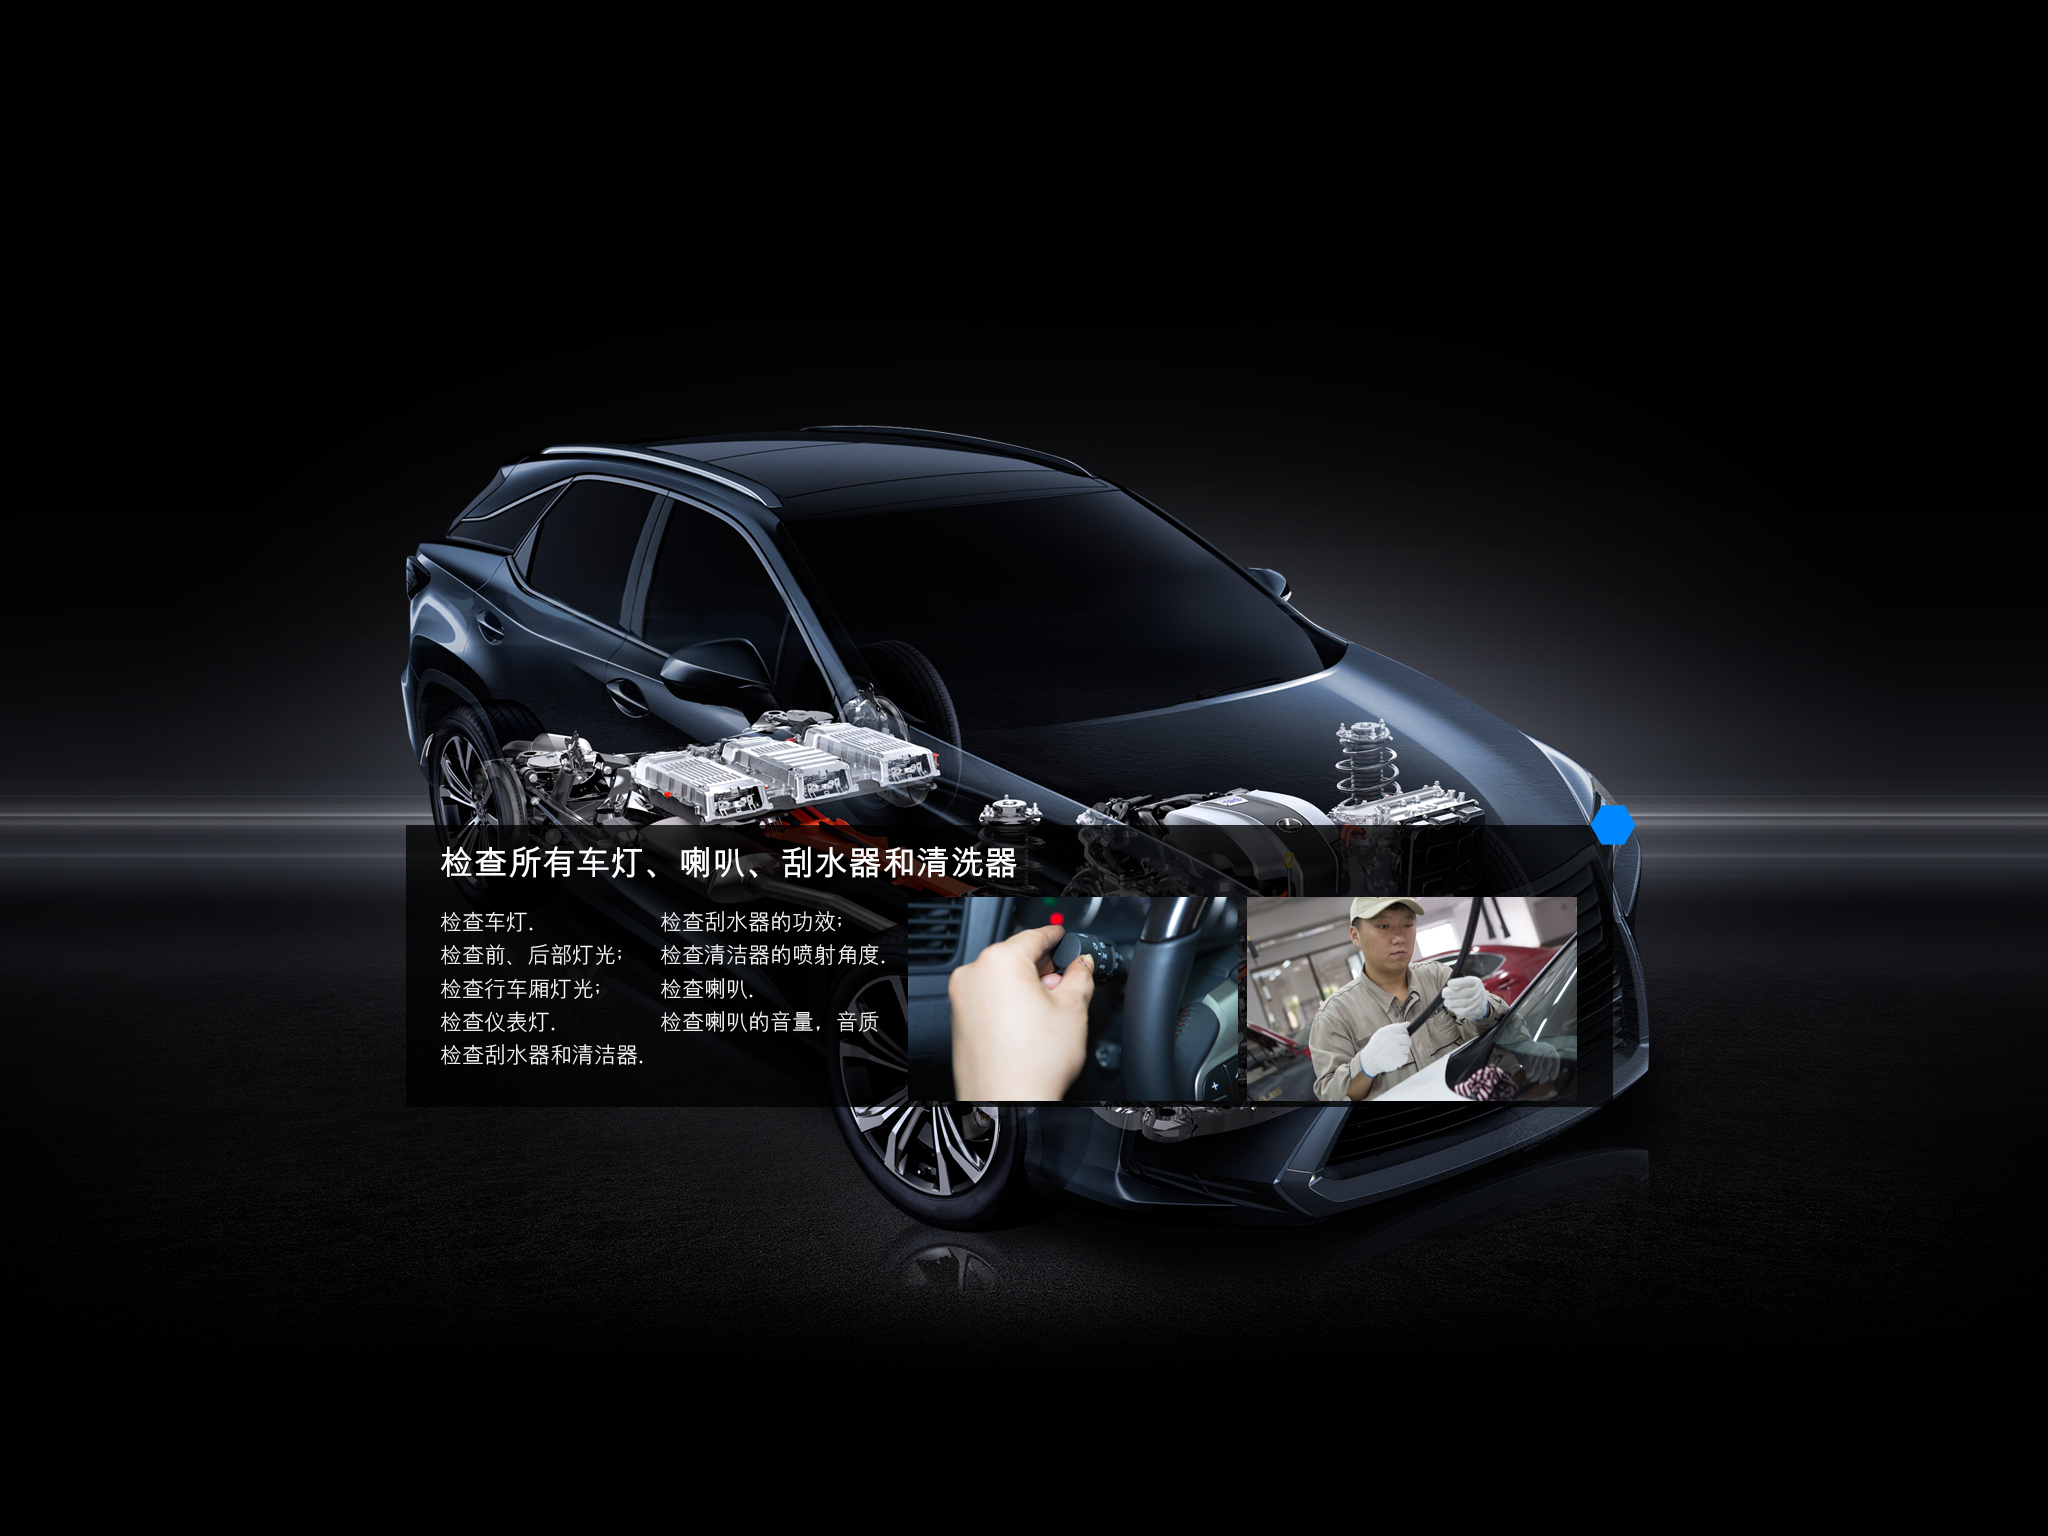 检查所有车灯、喇叭、刮水器和清洗器
检查车灯.
检查前、后部灯光;
检查行车厢灯光;
检查仪表灯.
检查刮水器和清洁器.
检查刮水器的功效;
检查清洁器的喷射角度.
检查喇叭.
检查喇叭的音量，音质